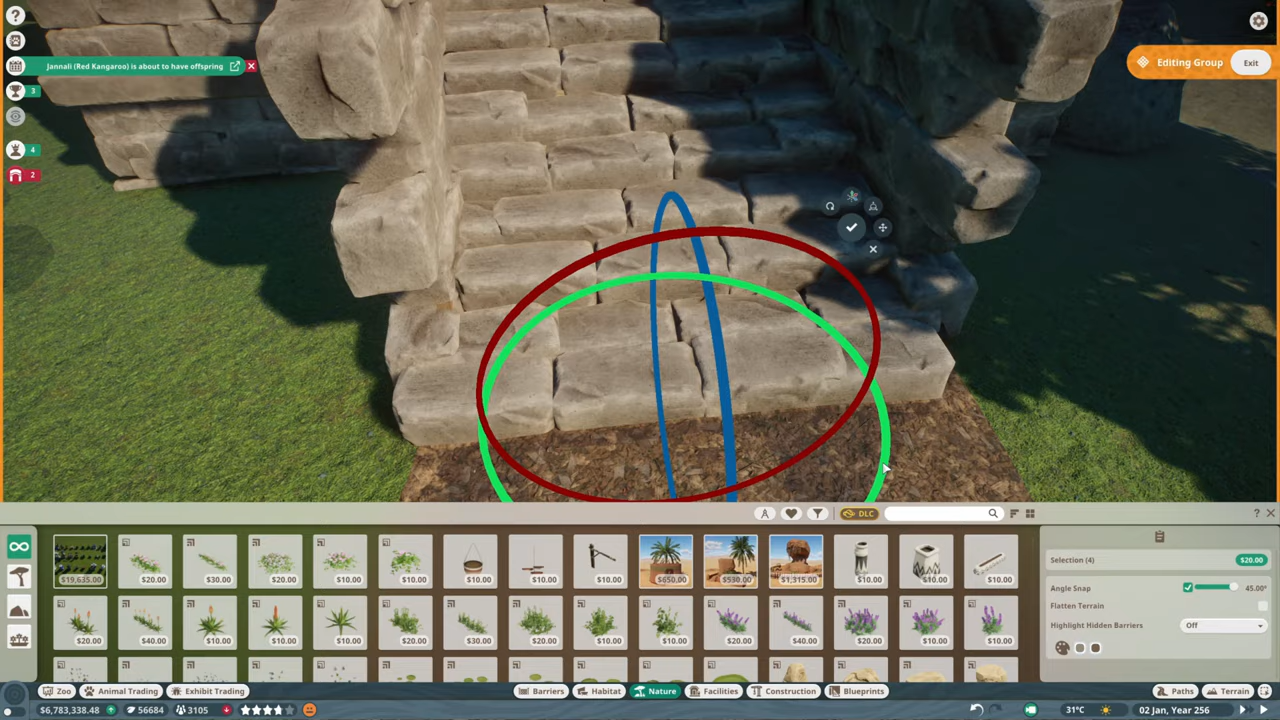 ?
Jannali (Red Kangaroo) is about to have offspring
3
4
2
Editing Group
Exit
DLC
?
$19,635.00
$20.00
$30.00
$20.00
$10.00
$10.00
$10.00
$10.00
$10.00
$650.00
$530.00
$1,315.00
$10.00
$10.00
$10.00
$20.00
$40.00
$10.00
$10.00
$10.00
$20.00
$30.00
$20.00
$10.00
$10.00
$20.00
$40.00
$20.00
$10.00
$10.00
Selection (4)
$20.00
Angle Snap
45.00°
Flatten Terrain
Highlight Hidden Barriers
Off
Zoo
Animal Trading
Exhibit Trading
Barriers
Habitat
Nature
Facilities
Construction
Blueprints
Paths
Terrain
$6,783,338.48
56684
3105
31°C
02 Jan, Year 256